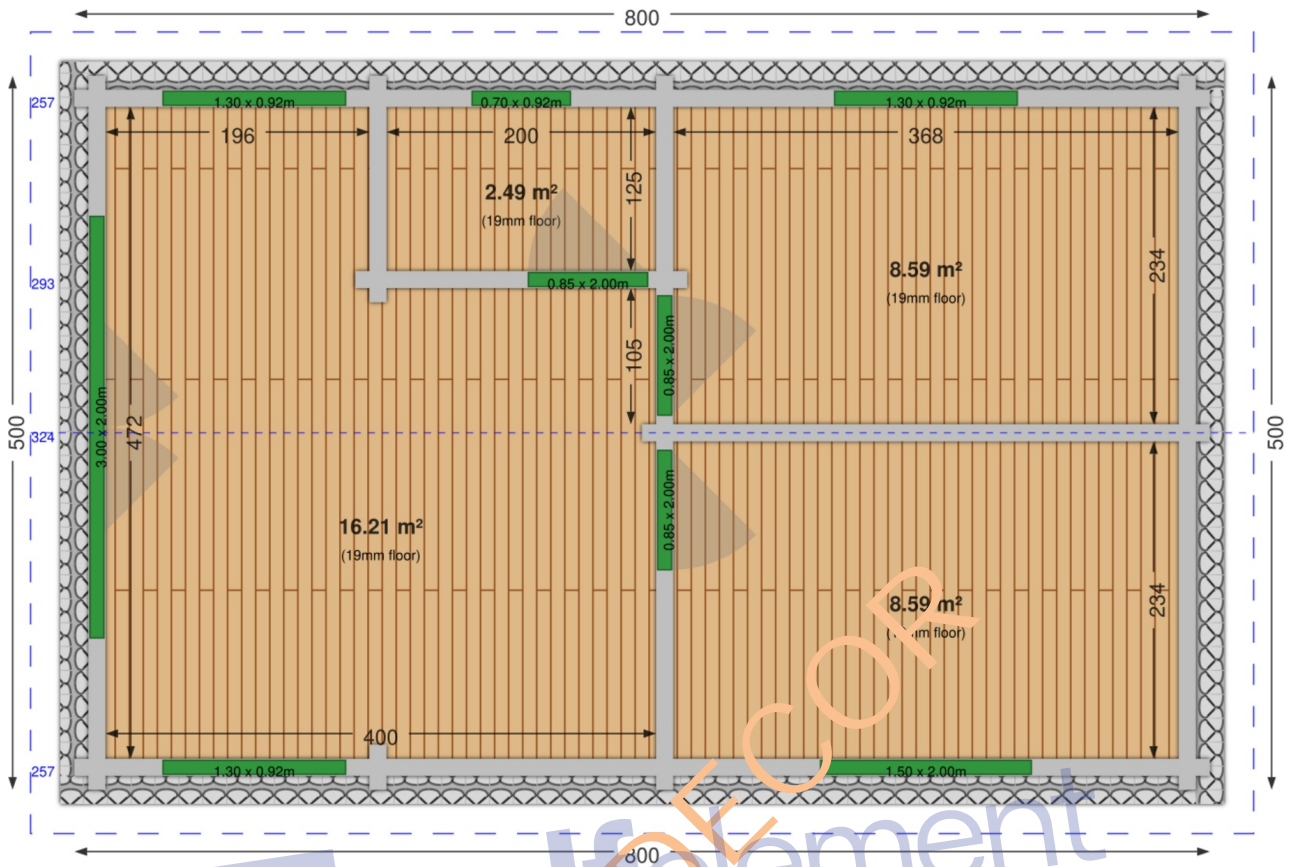 800
257
1.30 x 0.92m
0.70 x 0.92m
1.30 x 0.92m
196
200
368
125
2.49 m²
(19mm floor)
234
8.59 m²
(19mm floor)
293
0.85 x 2.00m
105
0.85 x 2.00m
500
324
3.00 x 2.00m
472
500
0.85 x 2.00m
16.21 m²
(19mm floor)
234
8.59 m²
floor)
400
257
1.30 x 0.92m
1.50 x 2.00m
800